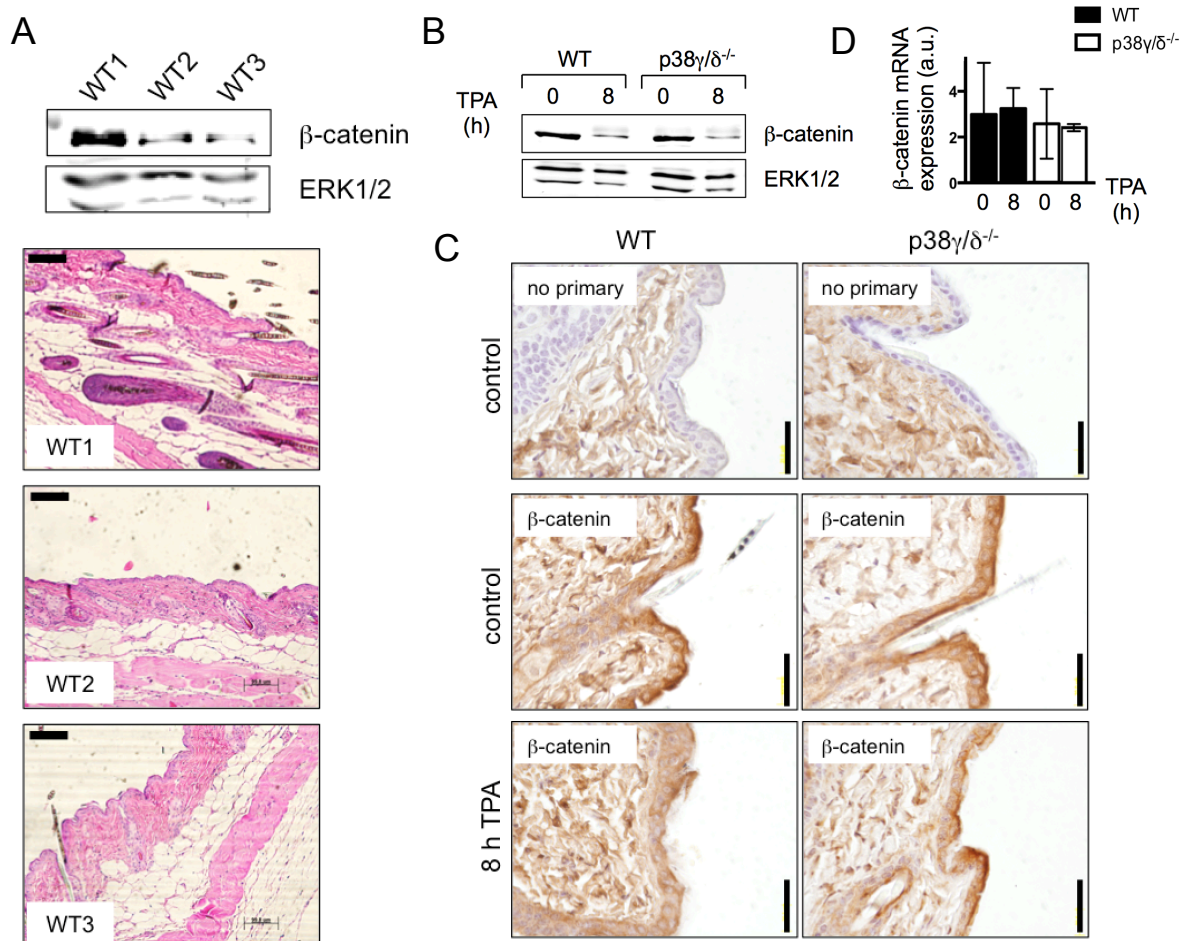 A
WT1 WT2 WT3
β-catenin
ERK1/2
WT1
WT2
WT3
B
WT p38γ/δ-/-
TPA (h) 0 8 0 8
β-catenin
ERK1/2
C
WT p38γ/δ-/-
control no primary no primary
control β-catenin β-catenin
8 h TPA β-catenin β-catenin
D
WT
p38γ/δ-/-
β-catenin mRNA
expression (a.u.)
4
2
0
0 8 0 8 TPA
(h)